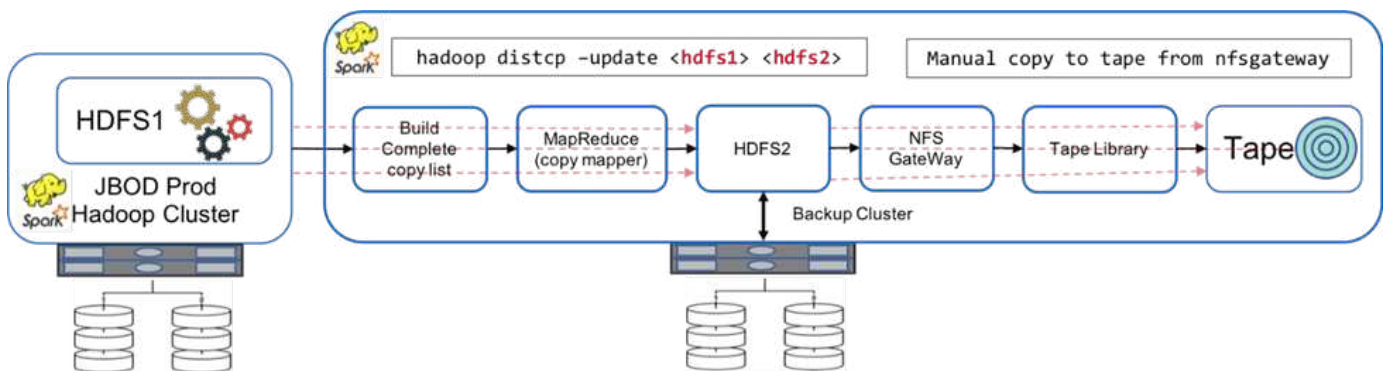 hadoop distcp –update <hdfs1> <hdfs2>
Manual copy to tape from nfsgateway
Spark
HDFS1
Build
Complete
copy list
MapReduce
(copy mapper)
HDFS2
NFS
GateWay
Tape Library
Tape
JBOD Prod
Hadoop Cluster
Spark
Backup Cluster